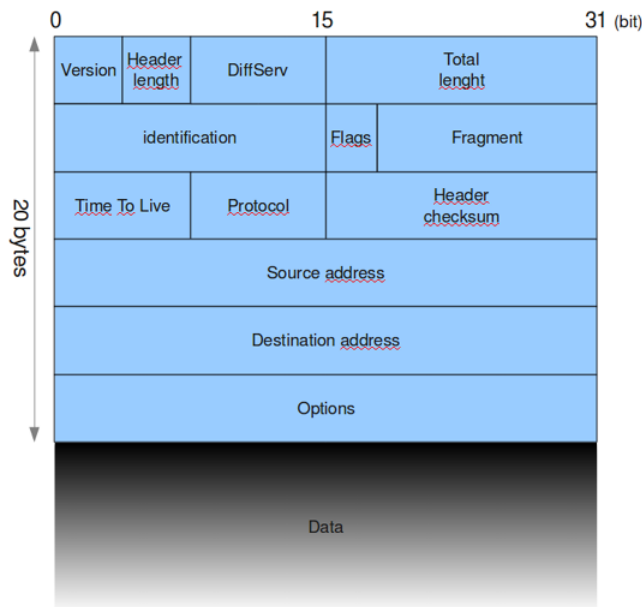 0 15 31 (bit)
Version Header length DiffServ Total lenght
identification Flags Fragment
Time To Live Protocol Header checksum
20 bytes
Source address
Destination address
Options
Data